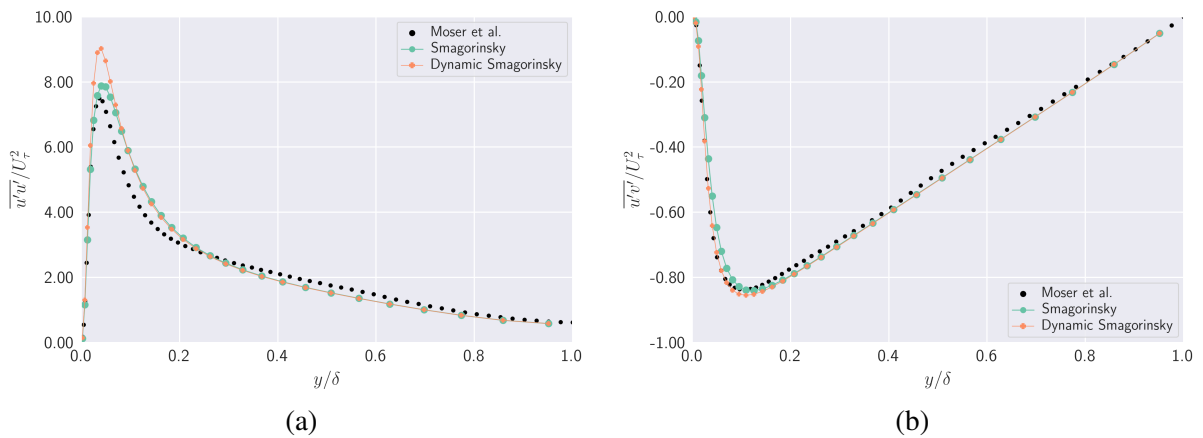 10.00
8.00
6.00
4.00
2.00
0.00
0.0 0.2 0.4 0.6 0.8 1.0
y/δ
u′u′/U²τ
Moser et al.
Smagorinsky
Dynamic Smagorinsky
(a)
0.00
-0.20
-0.40
-0.60
-0.80
-1.00
0.0 0.2 0.4 0.6 0.8 1.0
y/δ
u′v′/U²τ
Moser et al.
Smagorinsky
Dynamic Smagorinsky
(b)